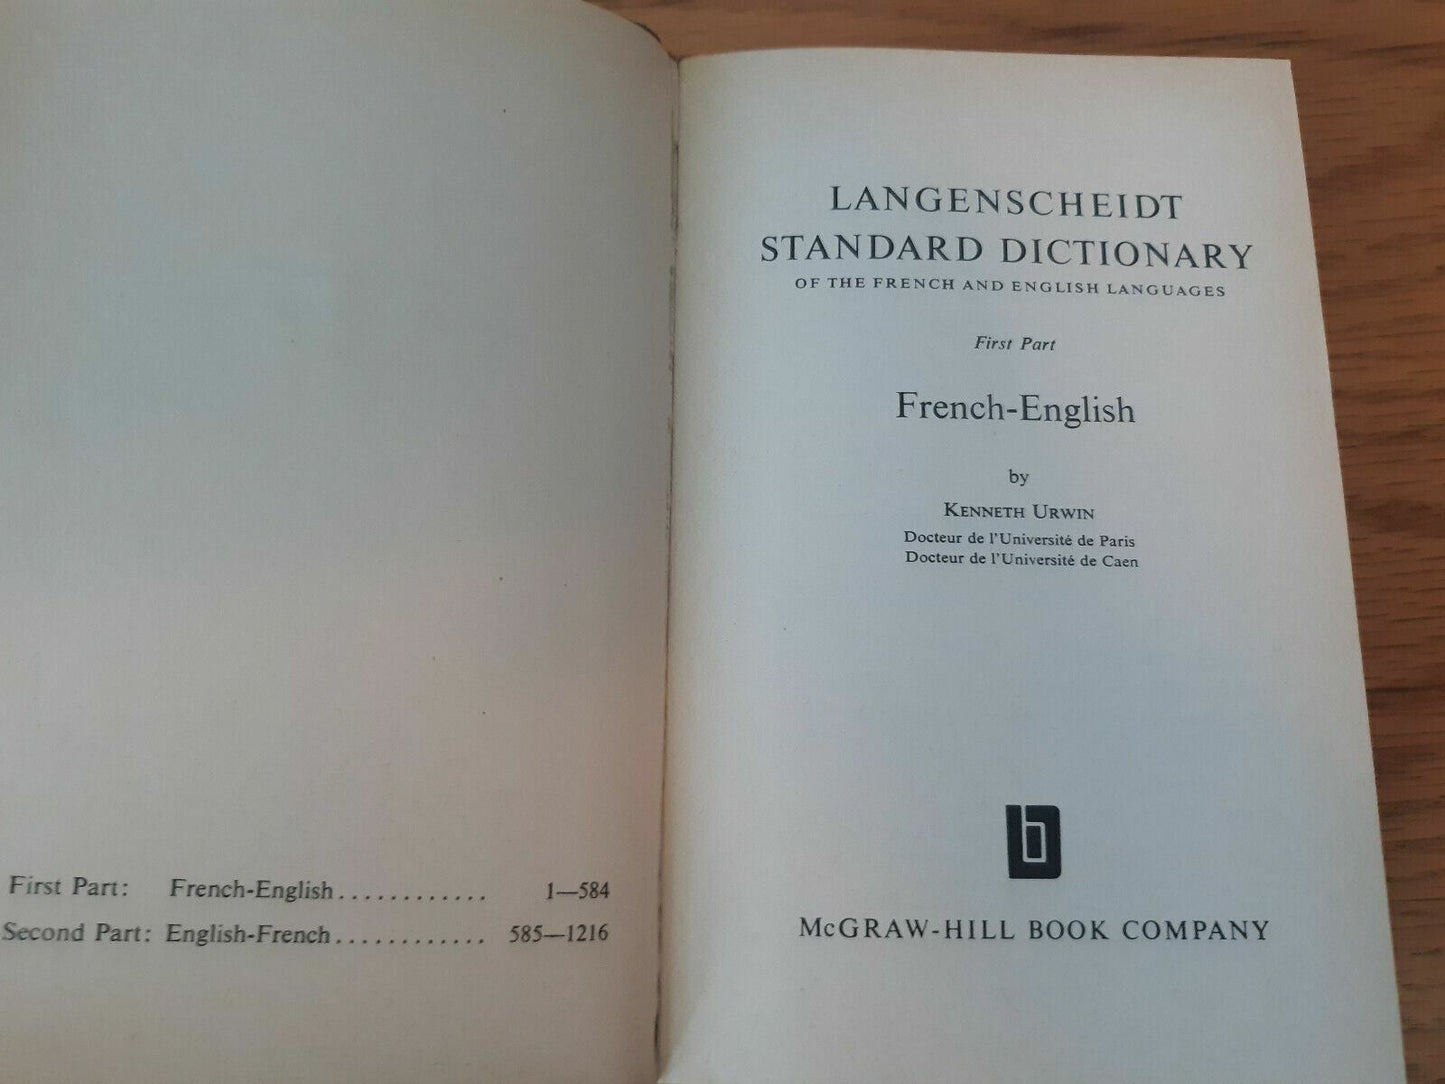 First Part: French-English............ 1—584
Second Part: English-French............ 585—1216
LANGENSCHEIDT
STANDARD DICTIONARY
OF THE FRENCH AND ENGLISH LANGUAGES
First Part
French-English
by
KENNETH URWIN
Docteur de l'Université de Paris
Docteur de l'Université de Caen
McGRAW-HILL BOOK COMPANY